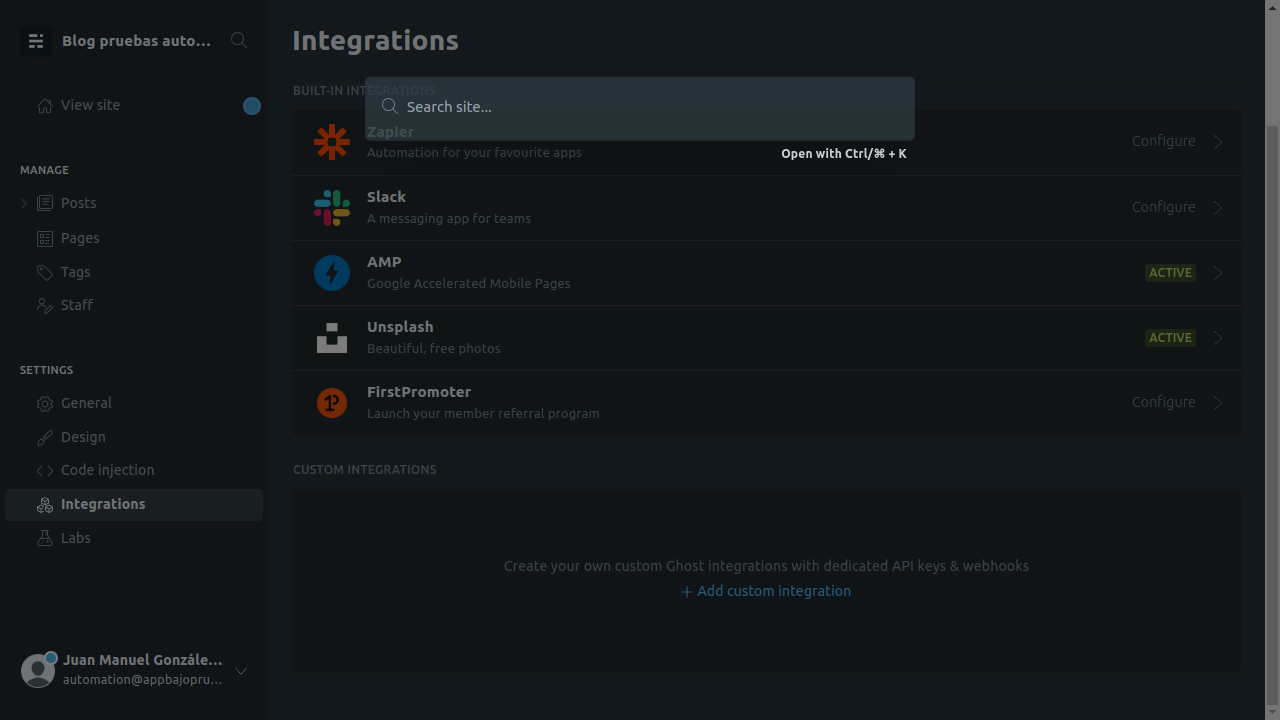 Blog pruebas auto...
View site
MANAGE
Posts
Pages
Tags
Staff
SETTINGS
General
Design
Code injection
Integrations
Labs
Juan Manuel Gonzále...
automation@appbajopru...
Integrations
Search site...
Open with Ctrl/⌘ + K
BUILT-IN INTEGRATIONS
Zapier
Automation for your favourite apps
Configure
Slack
A messaging app for teams
Configure
AMP
Google Accelerated Mobile Pages
ACTIVE
Unsplash
Beautiful, free photos
ACTIVE
FirstPromoter
Launch your member referral program
Configure
CUSTOM INTEGRATIONS
Create your own custom Ghost integrations with dedicated API keys & webhooks
+ Add custom integration